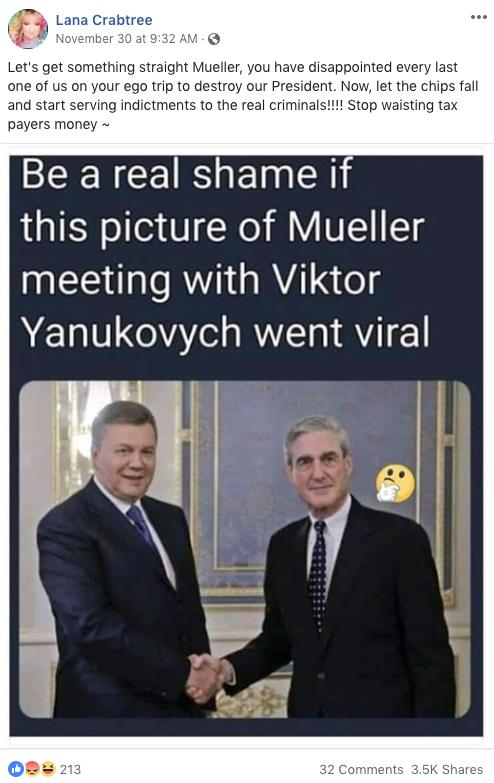 Lana Crabtree
November 30 at 9:32 AM ·
Let's get something straight Mueller, you have disappointed every last
one of us on your ego trip to destroy our President. Now, let the chips fall
and start serving indictments to the real criminals!!!! Stop waisting tax
payers money ~
Be a real shame if
this picture of Mueller
meeting with Viktor
Yanukovych went viral
213
32 Comments 3.5K Shares